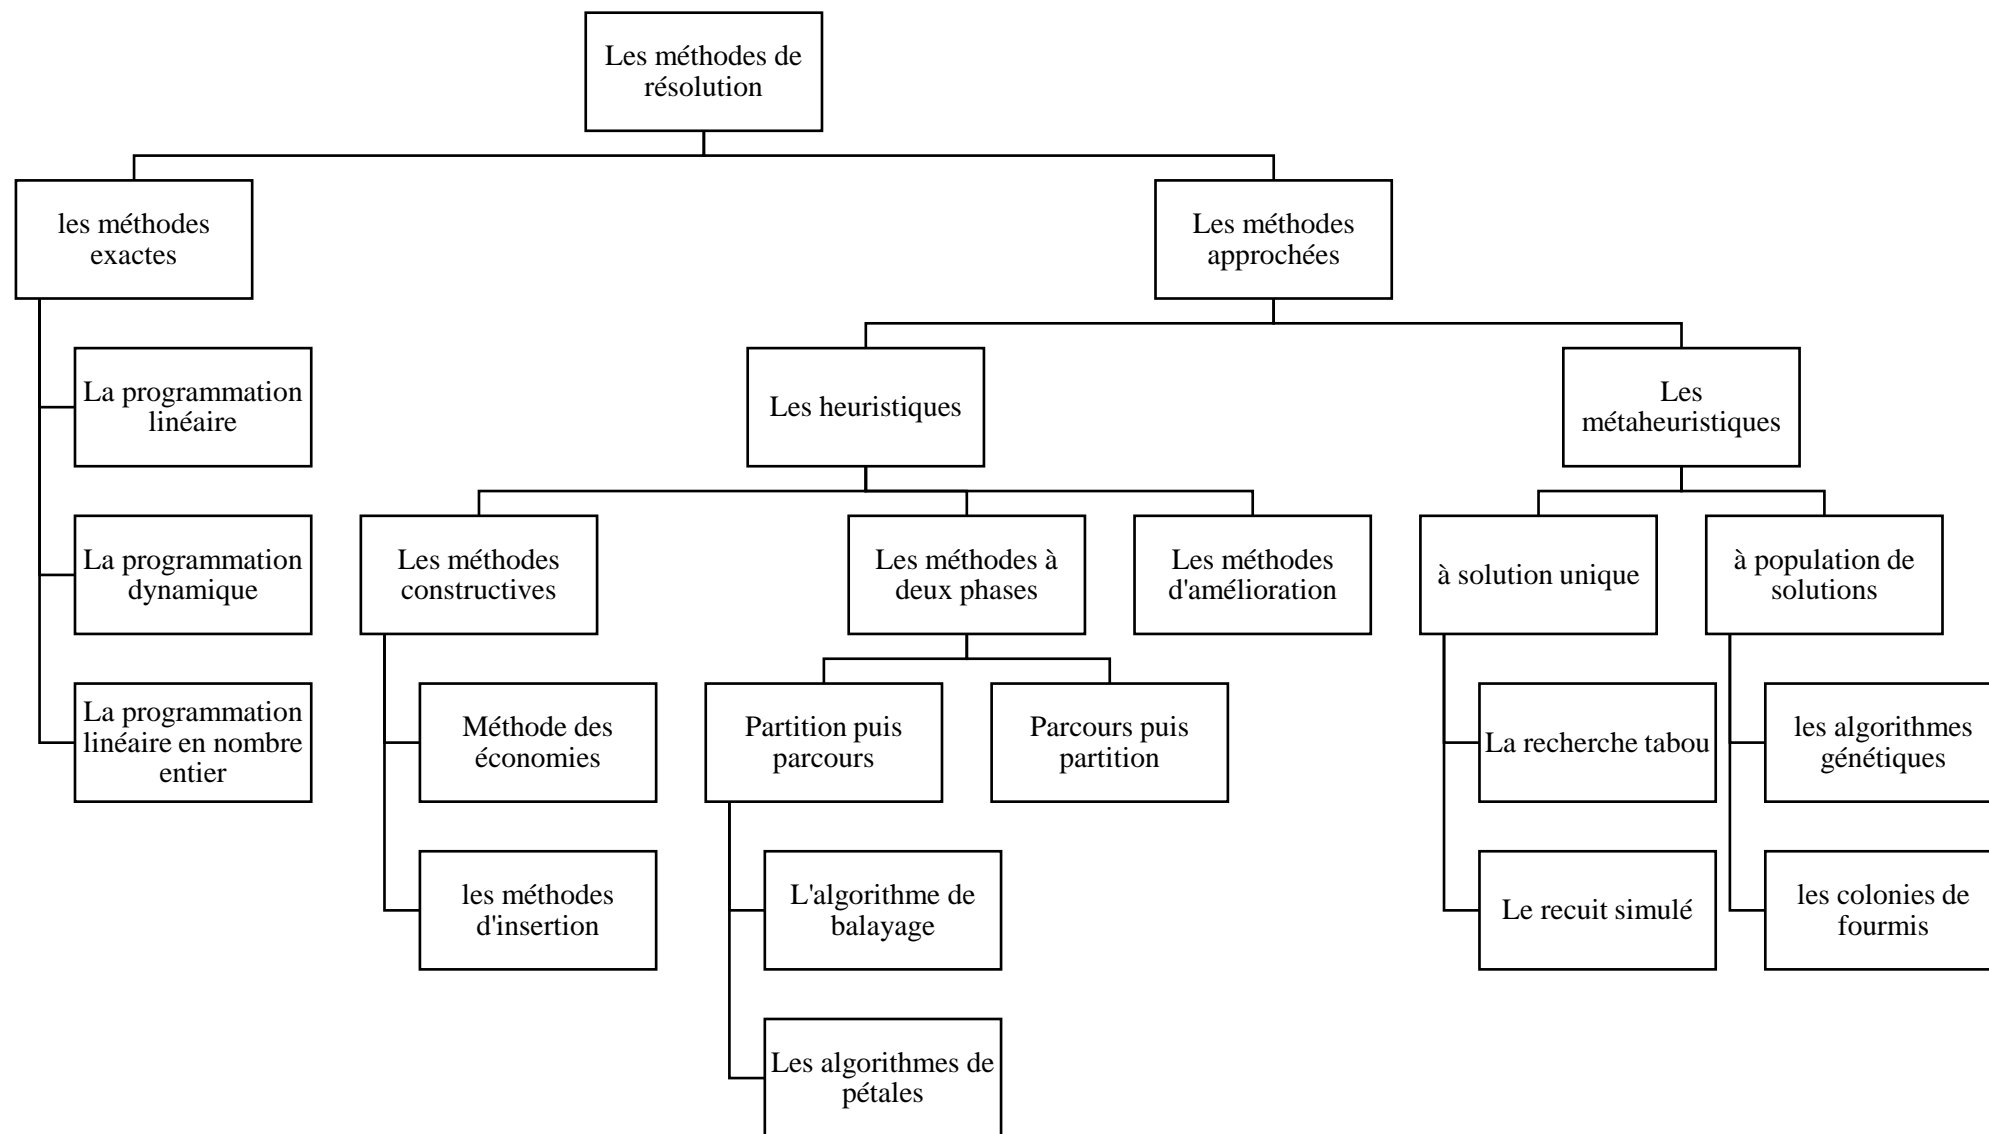 Les méthodes de
résolution
les méthodes
exactes
Les méthodes
approchées
La programmation
linéaire
Les heuristiques
Les
métaheuristiques
La programmation
dynamique
Les méthodes
constructives
Les méthodes à
deux phases
Les méthodes
d'amélioration
à solution unique
à population de
solutions
La programmation
linéaire en nombre
entier
Méthode des
économies
Partition puis
parcours
Parcours puis
partition
La recherche tabou
les algorithmes
génétiques
les méthodes
d'insertion
L'algorithme de
balayage
Le recuit simulé
les colonies de
fourmis
Les algorithmes de
pétales